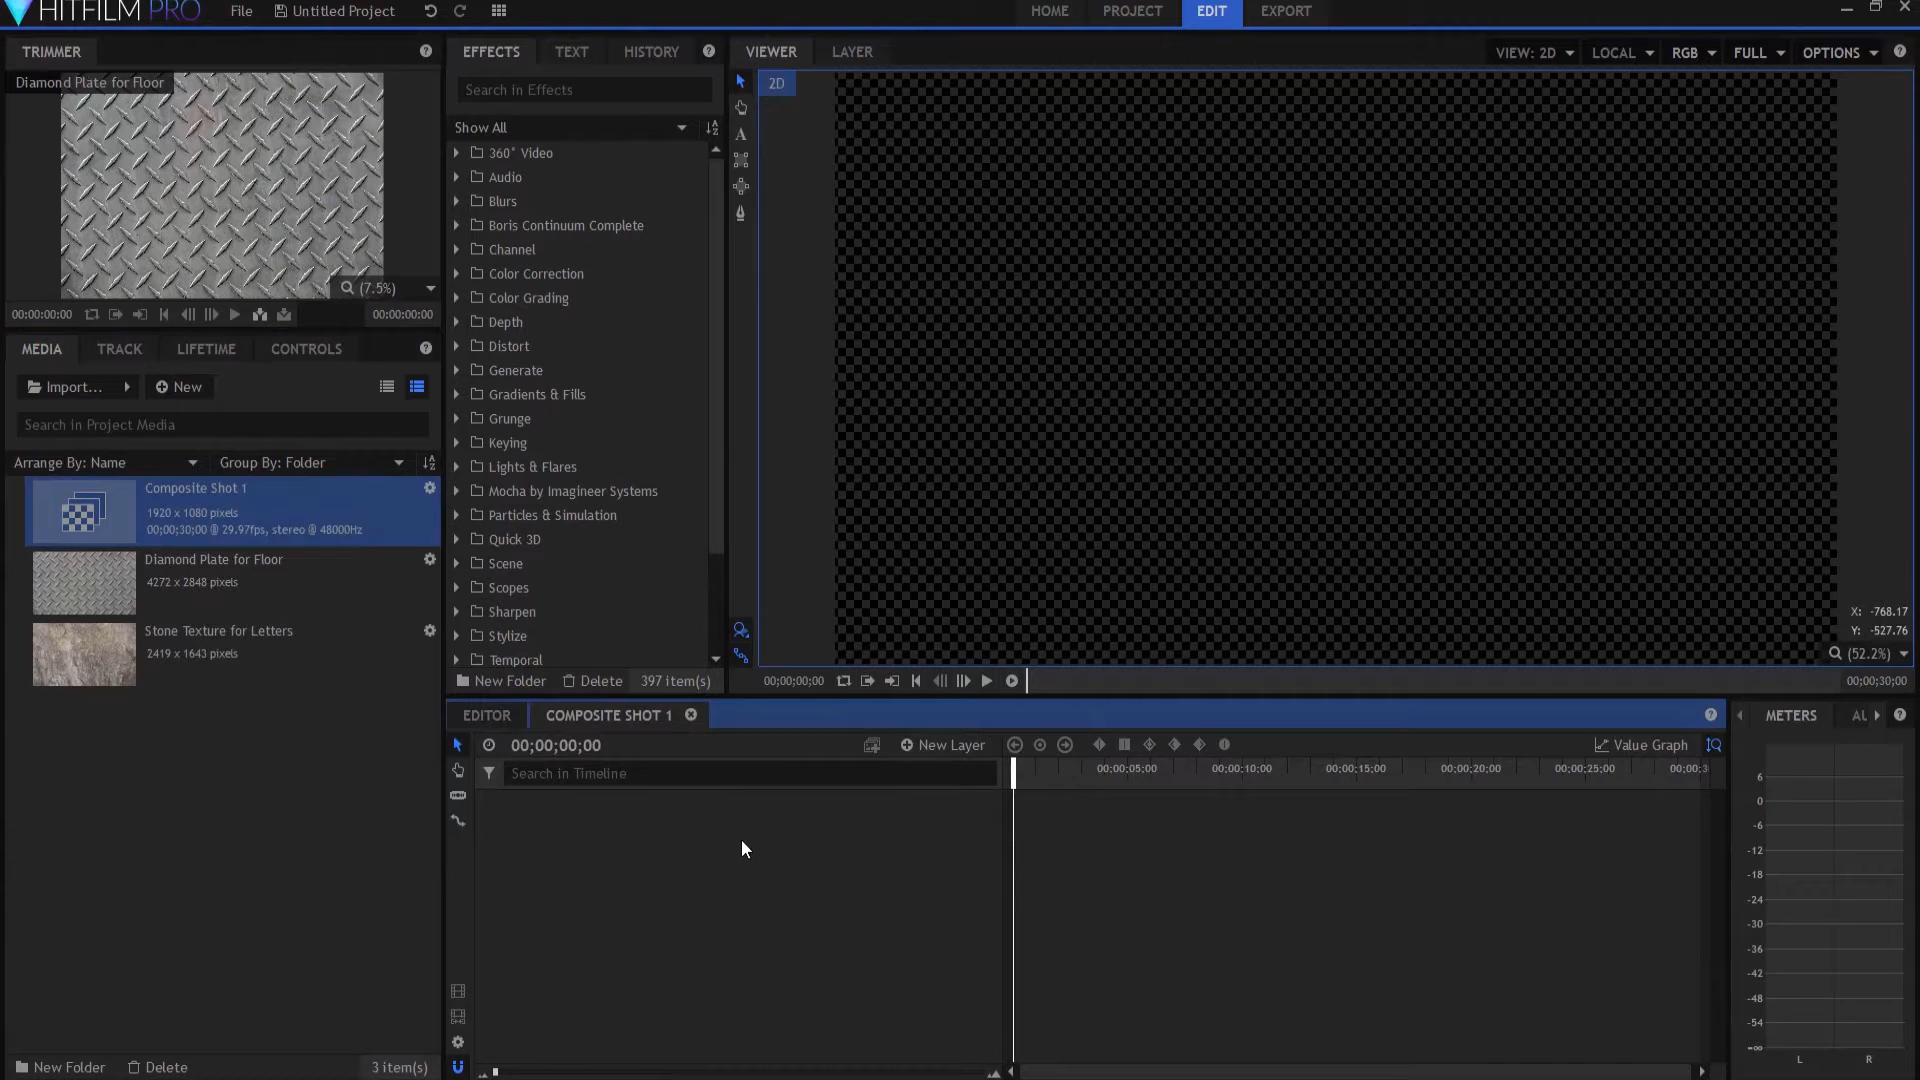 HITFILM PRO File Untitled Project HOME PROJECT EDIT EXPORT
TRIMMER
Diamond Plate for Floor
(7.5%)
00:00:00:00 00:00:00:00
MEDIA TRACK LIFETIME CONTROLS
Import... New
Search in Project Media
Arrange By: Name Group By: Folder
Composite Shot 1
1920 x 1080 pixels
00;00;30;00 @ 29.97fps, stereo @ 48000Hz
Diamond Plate for Floor
4272 x 2848 pixels
Stone Texture for Letters
2419 x 1643 pixels
New Folder Delete 3 item(s)
EFFECTS TEXT HISTORY
Search in Effects
Show All
360° Video
Audio
Blurs
Boris Continuum Complete
Channel
Color Correction
Color Grading
Depth
Distort
Generate
Gradients & Fills
Grunge
Keying
Lights & Flares
Mocha by Imagineer Systems
Particles & Simulation
Quick 3D
Scene
Scopes
Sharpen
Stylize
Temporal
New Folder Delete 397 item(s)
VIEWER LAYER VIEW: 2D LOCAL RGB FULL OPTIONS
2D
A
X: -768.17
Y: -527.76
(52.2%)
00;00;00;00 00;00;30;00
EDITOR COMPOSITE SHOT 1
00;00;00;00 New Layer Value Graph
Search in Timeline
00;00;05;00 00;00;10;00 00;00;15;00 00;00;20;00 00;00;25;00 00;00;3
METERS AU
6
0
-6
-12
-18
-24
-30
-36
-42
-48
-54
-∞
L R